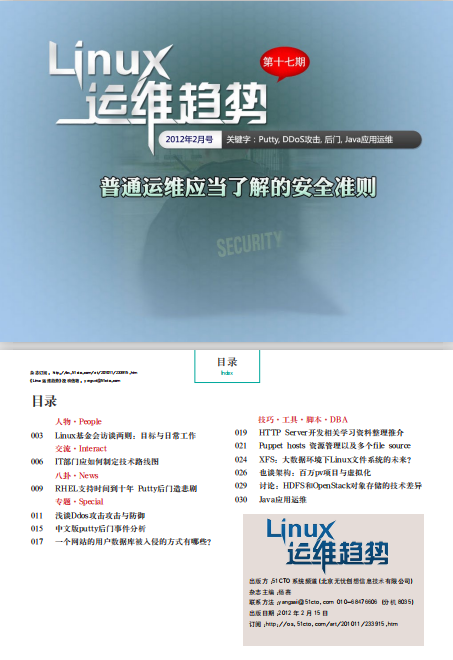 Linux
运维趋势
第十七期
2012年2月号
关键字：Putty, DDoS攻击, 后门, Java应用运维
普通运维应当了解的安全准则
SECURITY
目录
Index
杂志订阅：http://os.51cto.com/art/201011/233915.htm
《Linux运维趋势》投稿信箱：yangsai@51cto.com
目录
人物·People
003 Linux基金会访谈两则：目标与日常工作
交流·Interact
006 IT部门应如何制定技术路线图
八卦·News
009 RHEL支持时间到十年 Putty后门造悲剧
专题·Special
011 浅谈Ddos攻击攻击与防御
015 中文版putty后门事件分析
017 一个网站的用户数据库被入侵的方式有哪些？
技巧·工具·脚本·DBA
019 HTTP Server开发相关学习资料整理推介
021 Puppet hosts 资源管理以及多个file source
024 XFS：大数据环境下Linux文件系统的未来？
026 也谈架构：百万pv项目与虚拟化
029 讨论：HDFS和OpenStack对象存储的技术差异
030 Java应用运维
Linux
运维趋势
出版方：51CTO 系统频道（北京无忧创想信息技术有限公司）
杂志主编：杨赛
联系方法：yangsai@51cto.com 010-68476606（分机 8035）
出版日期：2012 年 2 月 15 日
订阅：http://os.51cto.com/art/201011/233915.htm